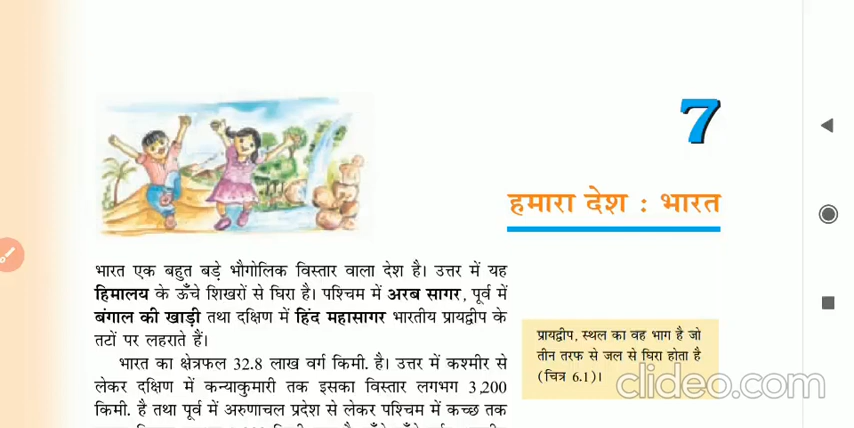 7
हमारा देश : भारत
भारत एक बहुत बड़े भौगोलिक विस्तार वाला देश है। उत्तर में यह
हिमालय के ऊँचे शिखरों से घिरा है। पश्चिम में अरब सागर, पूर्व में
बंगाल की खाड़ी तथा दक्षिण में हिंद महासागर भारतीय प्रायद्वीप के
तटों पर लहराते हैं।
भारत का क्षेत्रफल 32.8 लाख वर्ग किमी. है। उत्तर में कश्मीर से
लेकर दक्षिण में कन्याकुमारी तक इसका विस्तार लगभग 3,200
किमी. है तथा पूर्व में अरुणाचल प्रदेश से लेकर पश्चिम में कच्छ तक
प्रायद्वीप, स्थल का वह भाग है जो
तीन तरफ से जल से घिरा होता है
(चित्र 6.1)।
clideo.com